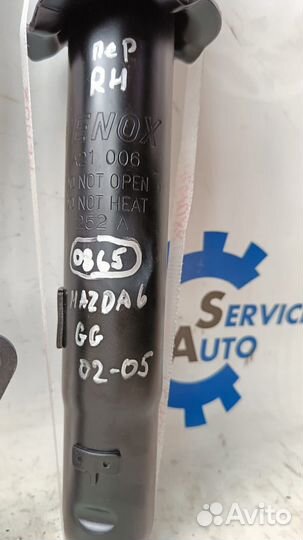 пер
RH
ENOX
A21 006
NOT OPEN
NOT HEAT
252 A
0865
MAZDA 6
GG
02-05
SERVICE
AUTO
Avito